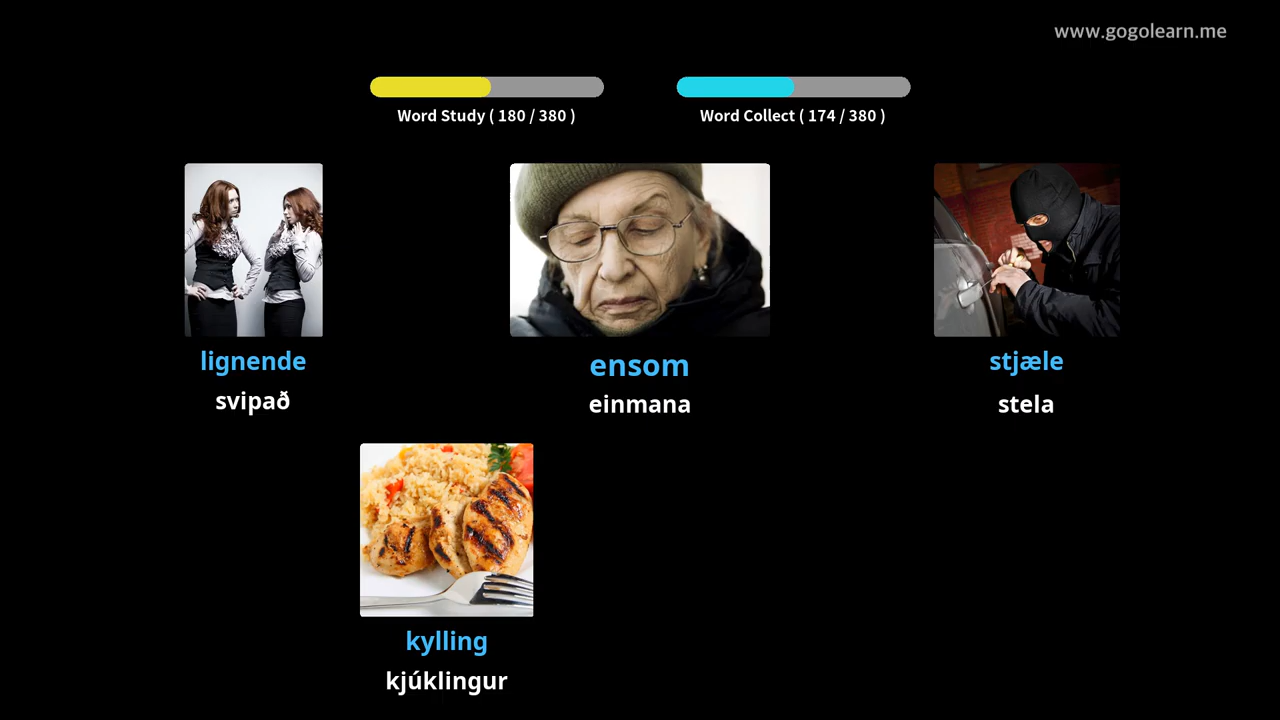 www.gogolearn.me
Word Study ( 180 / 380 )
Word Collect ( 174 / 380 )
lignende
svipað
ensom
einmana
stjæle
stela
kylling
kjúklingur